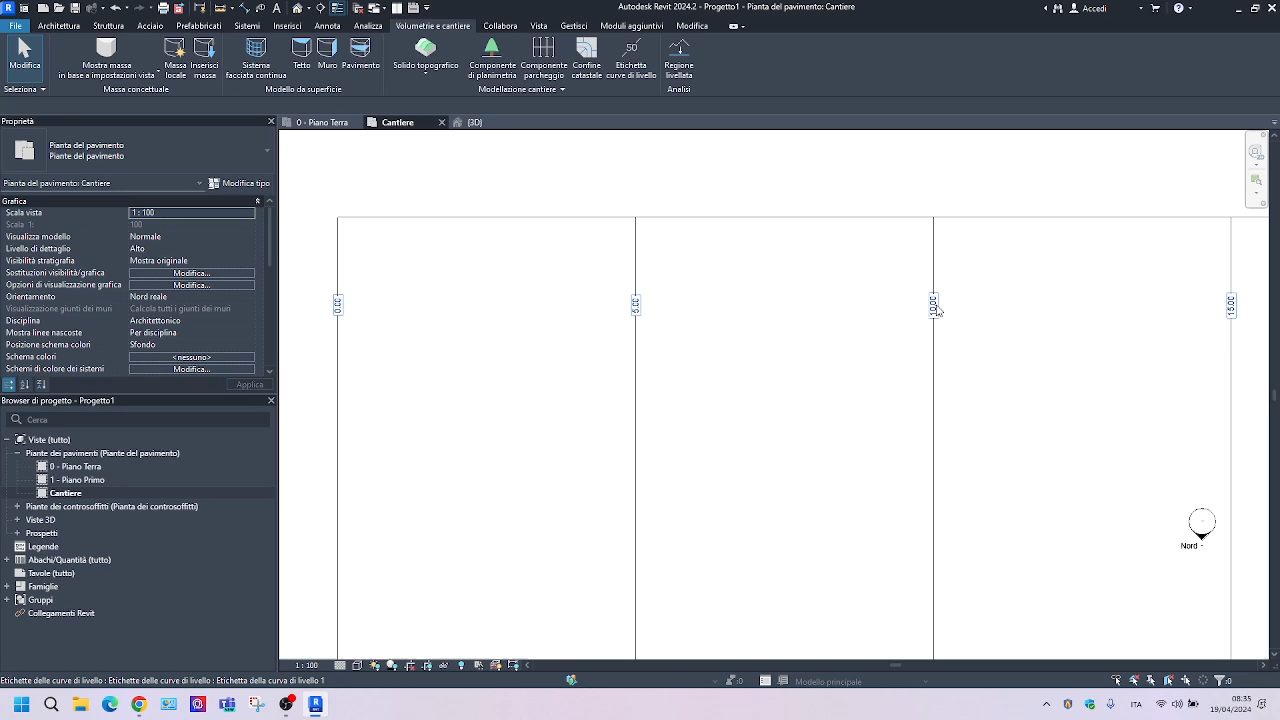 Autodesk Revit 2024.2 - Progetto1 - Pianta del pavimento: Cantiere
Accedi
File Architettura Struttura Acciaio Prefabbricati Sistemi Inserisci Annota Analizza Volumetrie e cantiere Collabora Vista Gestisci Moduli aggiuntivi Modifica
Modifica
Mostra massa
in base a impostazioni vista
Massa
locale
Inserisci
massa
Sistema
facciata continua
Tetto
Muro
Pavimento
Solido topografico
Componente
di planimetria
Componente
parcheggio
Confine
catastale
Etichetta
curve di livello
Regione
livellata
Seleziona
Massa concettuale
Modello da superficie
Modellazione cantiere
Analisi
Proprietà
0 - Piano Terra
Cantiere
{3D}
Pianta del pavimento
Piante del pavimento
Pianta del pavimento: Cantiere
Modifica tipo
Grafica
Scala vista 1 : 100
Scala 1: 100
Visualizza modello Normale
Livello di dettaglio Alto
Visibilità stratigrafia Mostra originale
Sostituzioni visibilità/grafica Modifica...
Opzioni di visualizzazione grafica Modifica...
Orientamento Nord reale
Visualizzazione giunti dei muri Calcola tutti i giunti dei muri
Disciplina Architettonico
Mostra linee nascoste Per disciplina
Posizione schema colori Sfondo
Schema colori <nessuno>
Schemi di colore dei sistemi Modifica...
Applica
0.00
5.00
10.00
15.00
Nord
Browser di progetto - Progetto1
Cerca
Viste (tutto)
Piante dei pavimenti (Piante del pavimento)
0 - Piano Terra
1 - Piano Primo
Cantiere
Piante dei controsoffitti (Pianta dei controsoffitti)
Viste 3D
Prospetti
Legende
Abachi/Quantità (tutto)
Tavole (tutto)
Famiglie
Gruppi
Collegamenti Revit
1 : 100
Etichette delle curve di livello : Etichette delle curve di livello : Etichetta della curva di livello 1
:0
Modello principale
:0
08:35
19/04/2024